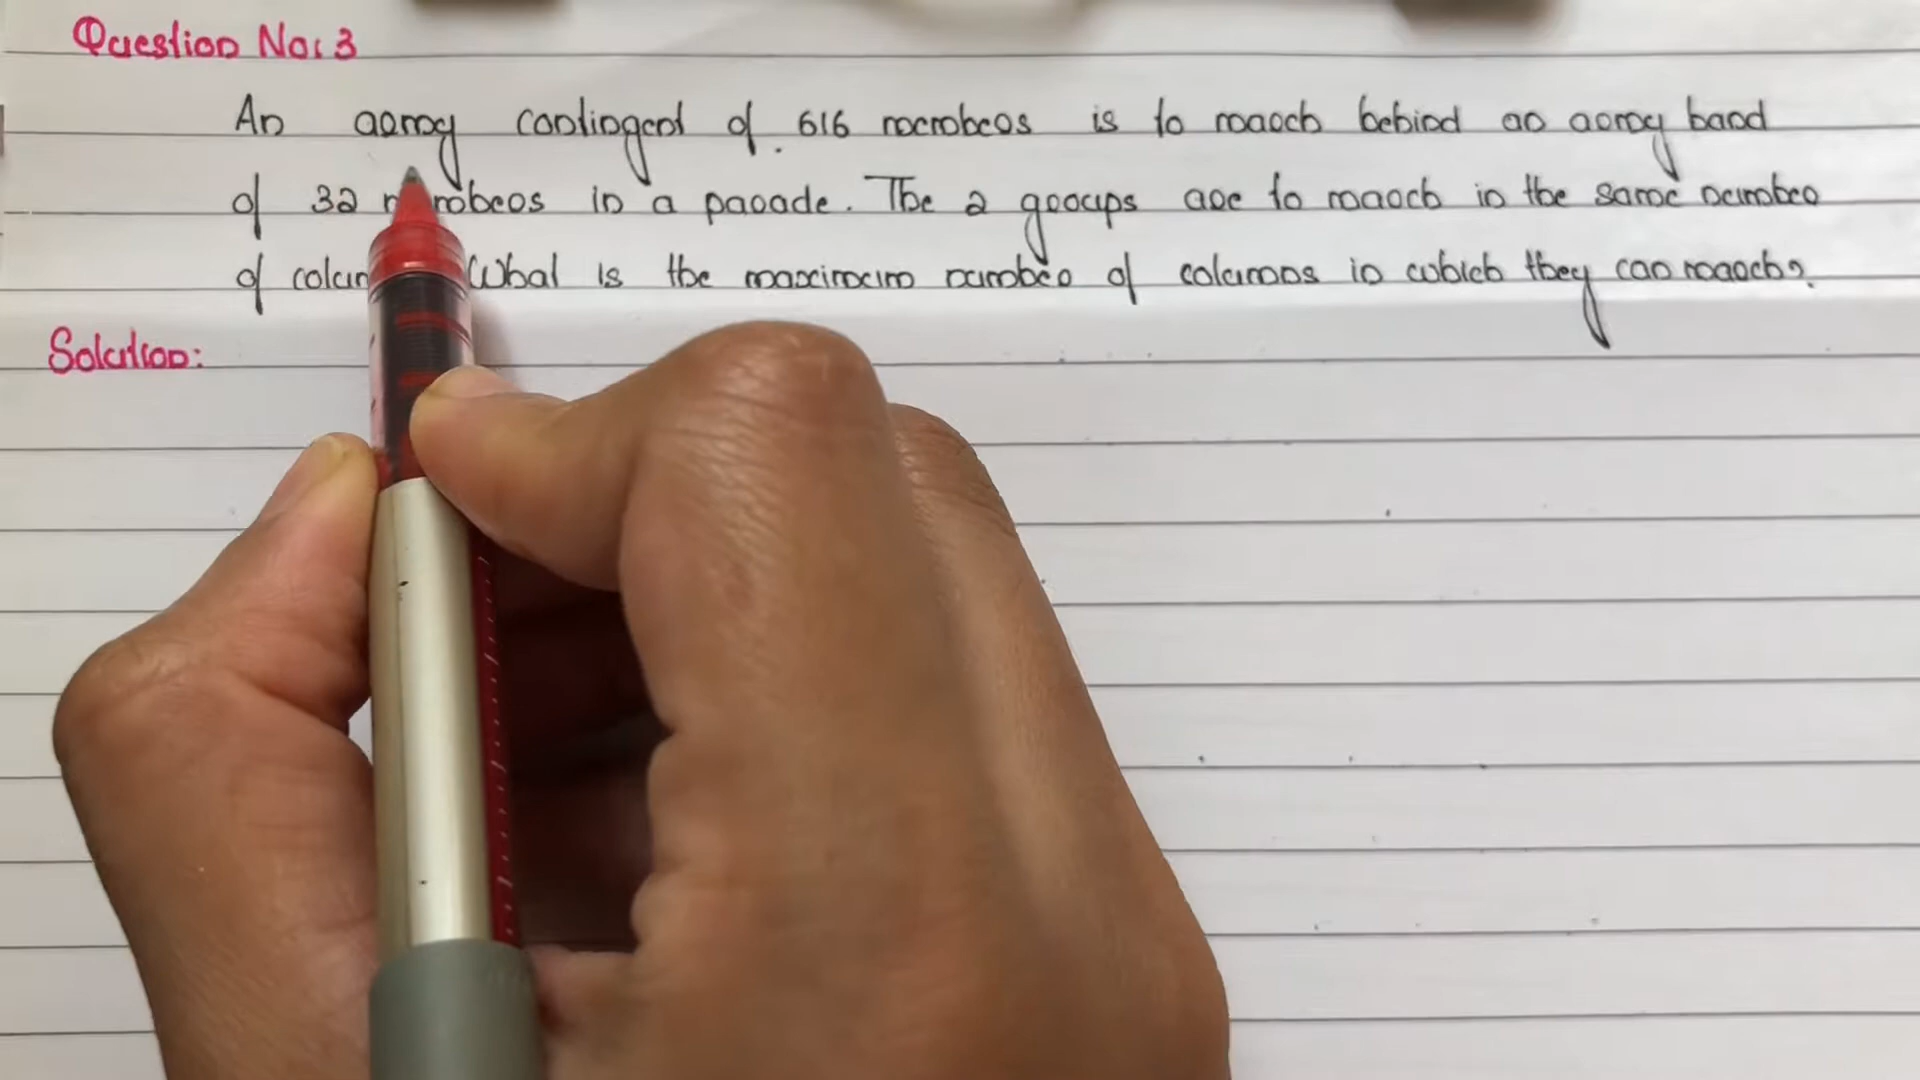 Question No: 3
An army contingent of 616 members is to march behind an army band
of 32 members in a parade. The 2 groups are to march in the same number
of What is the maximum number of columns in which they can march?
Solution: